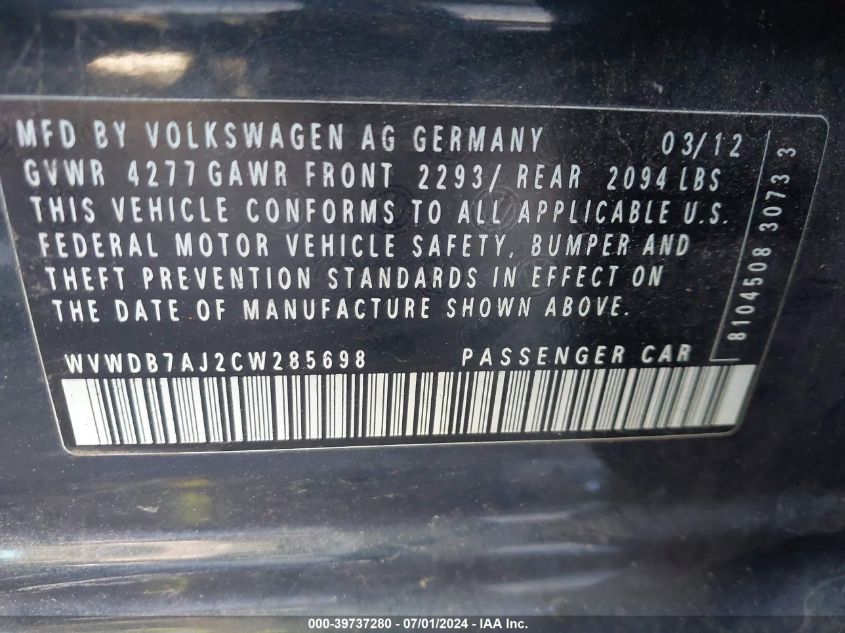 MFD BY VOLKSWAGEN AG GERMANY 03/12
GVWR 4277 GAWR FRONT 2293/ REAR 2094 LBS
THIS VEHICLE CONFORMS TO ALL APPLICABLE U.S.
FEDERAL MOTOR VEHICLE SAFETY, BUMPER AND
THEFT PREVENTION STANDARDS IN EFFECT ON
THE DATE OF MANUFACTURE SHOWN ABOVE.
WVWDB7AJ2CW285698 PASSENGER CAR
8104508 3073 3
000-39737280 / 07/01/2024 - IAA Inc.